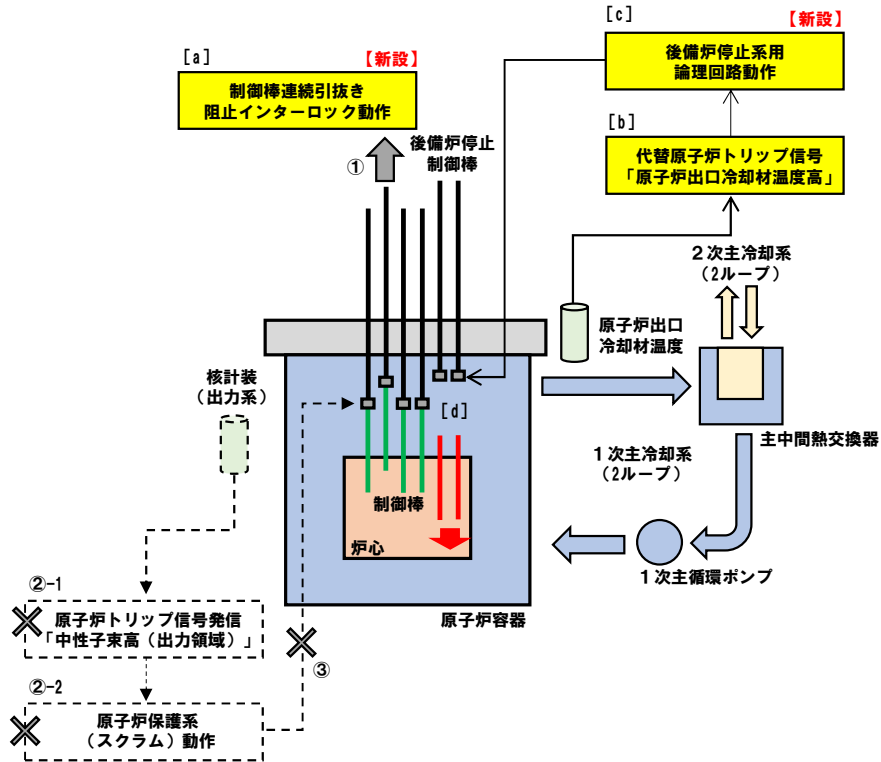 [a]
【新設】
制御棒連続引抜き
阻止インターロック動作
①
後備炉停止
制御棒
[c]
【新設】
後備炉停止系用
論理回路動作
[b]
代替原子炉トリップ信号
「原子炉出口冷却材温度高」
2次主冷却系
(2ループ)
原子炉出口
冷却材温度
核計装
(出力系)
[d]
主中間熱交換器
1次主冷却系
(2ループ)
制御棒
炉心
1次主循環ポンプ
原子炉容器
②-1
原子炉トリップ信号発信
「中性子束高(出力領域)」
③
②-2
原子炉保護系
(スクラム)動作